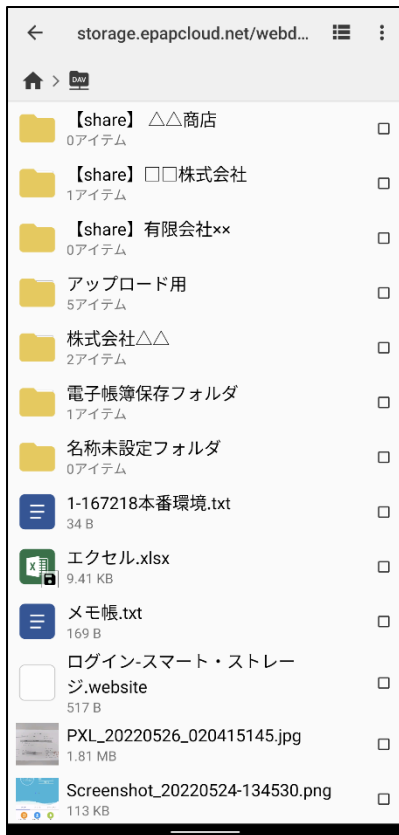 storage.epapcloud.net/webd...
DAV
【share】 △△商店
0アイテム
【share】□□株式会社
1アイテム
【share】有限会社××
0アイテム
アップロード用
5アイテム
株式会社△△
2アイテム
電子帳簿保存フォルダ
1アイテム
名称未設定フォルダ
0アイテム
1-167218本番環境.txt
34 B
エクセル.xlsx
9.41 KB
メモ帳.txt
169 B
ログイン-スマート・ストレー
ジ.website
517 B
PXL_20220526_020415145.jpg
1.81 MB
Screenshot_20220524-134530.png
113 KB